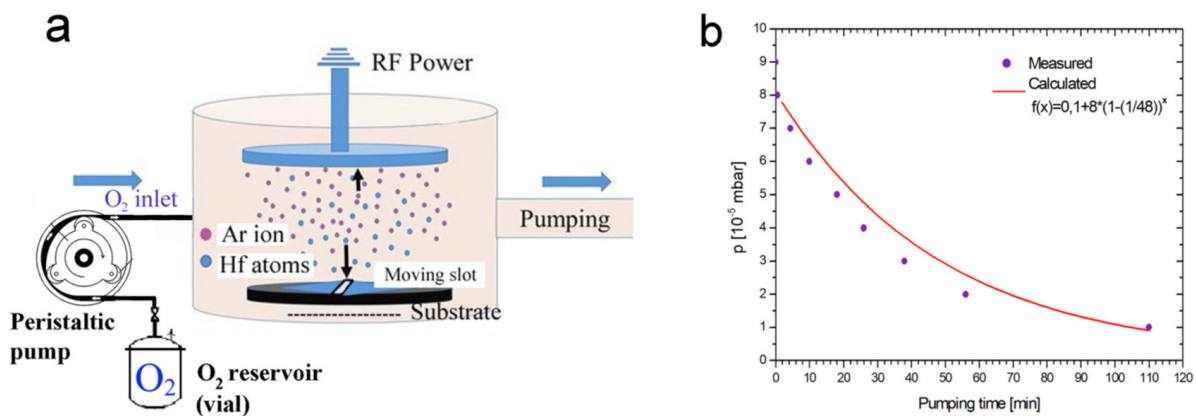 a
RF Power
O₂ inlet
Ar ion
Hf atoms
Pumping
Moving slot
Substrate
Peristaltic
pump
O₂
O₂ reservoir
(vial)
b
p [10⁻⁵ mbar]
9
8
7
6
5
4
3
2
1
0
Measured
Calculated
f(x)=0,1+8*(1-(1/48))ˣ
0 10 20 30 40 50 60 70 80 90 100 110 120
Pumping time [min]